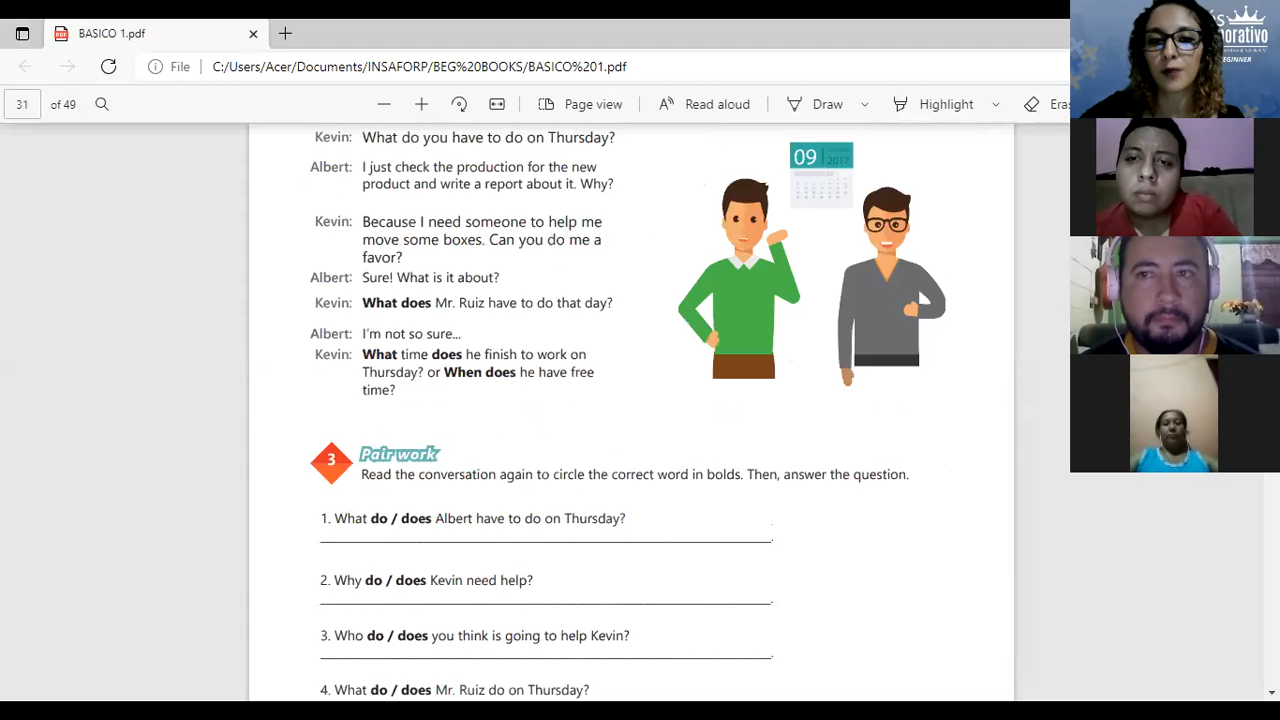 BASICO 1.pdf
File
C:/Users/Acer/Documents/INSAFORP/BEG%20BOOKS/BASICO%201.pdf
31 of 49
Page view
Read aloud
Draw
Highlight
Eras
Kevin: What do you have to do on Thursday?
Albert: I just check the production for the new
product and write a report about it. Why?
Kevin: Because I need someone to help me
move some boxes. Can you do me a
favor?
Albert: Sure! What is it about?
Kevin: What does Mr. Ruiz have to do that day?
Albert: I'm not so sure...
Kevin: What time does he finish to work on
Thursday? or When does he have free
time?
09
2017
3
Pair work
Read the conversation again to circle the correct word in bolds. Then, answer the question.
1. What do / does Albert have to do on Thursday?
2. Why do / does Kevin need help?
3. Who do / does you think is going to help Kevin?
4. What do / does Mr. Ruiz do on Thursday?
és
porativo
EGINNER